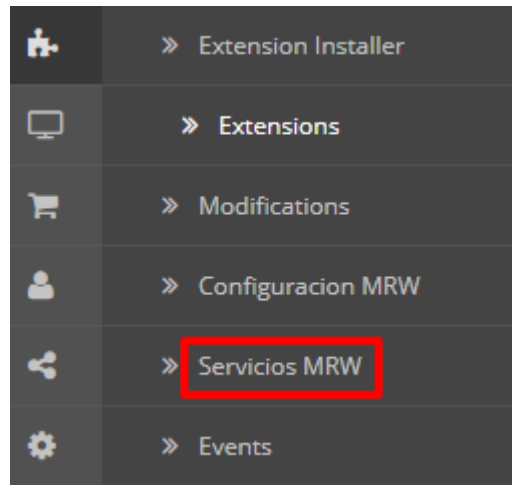 » Extension Installer
» Extensions
» Modifications
» Configuracion MRW
» Servicios MRW
» Events